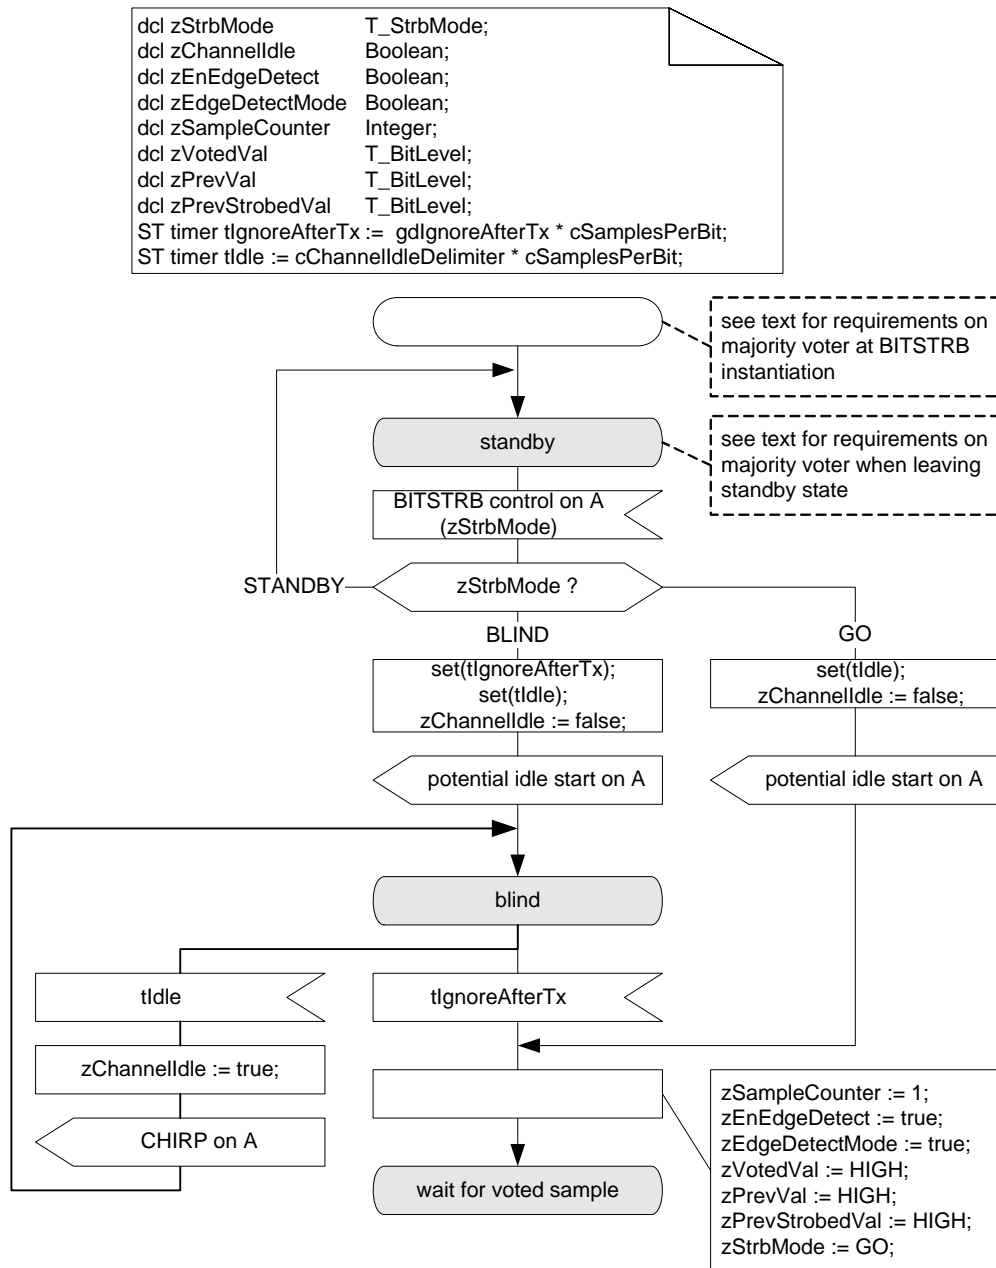 dcl zStrbMode T_StrbMode;
dcl zChannelIdle Boolean;
dcl zEnEdgeDetect Boolean;
dcl zEdgeDetectMode Boolean;
dcl zSampleCounter Integer;
dcl zVotedVal T_BitLevel;
dcl zPrevVal T_BitLevel;
dcl zPrevStrobedVal T_BitLevel;
ST timer tIgnoreAfterTx := gdIgnoreAfterTx * cSamplesPerBit;
ST timer tIdle := cChannelIdleDelimiter * cSamplesPerBit;
see text for requirements on
majority voter at BITSTRB
instantiation
standby
see text for requirements on
majority voter when leaving
standby state
BITSTRB control on A
(zStrbMode)
STANDBY
zStrbMode ?
BLIND
GO
set(tIgnoreAfterTx);
set(tIdle);
zChannelIdle := false;
set(tIdle);
zChannelIdle := false;
potential idle start on A
potential idle start on A
blind
tIdle
tIgnoreAfterTx
zChannelIdle := true;
CHIRP on A
zSampleCounter := 1;
zEnEdgeDetect := true;
zEdgeDetectMode := true;
zVotedVal := HIGH;
zPrevVal := HIGH;
zPrevStrobedVal := HIGH;
zStrbMode := GO;
wait for voted sample